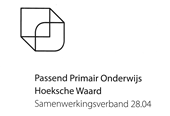 Passend Primair Onderwijs
Hoeksche Waard
Samenwerkingsverband 28.04